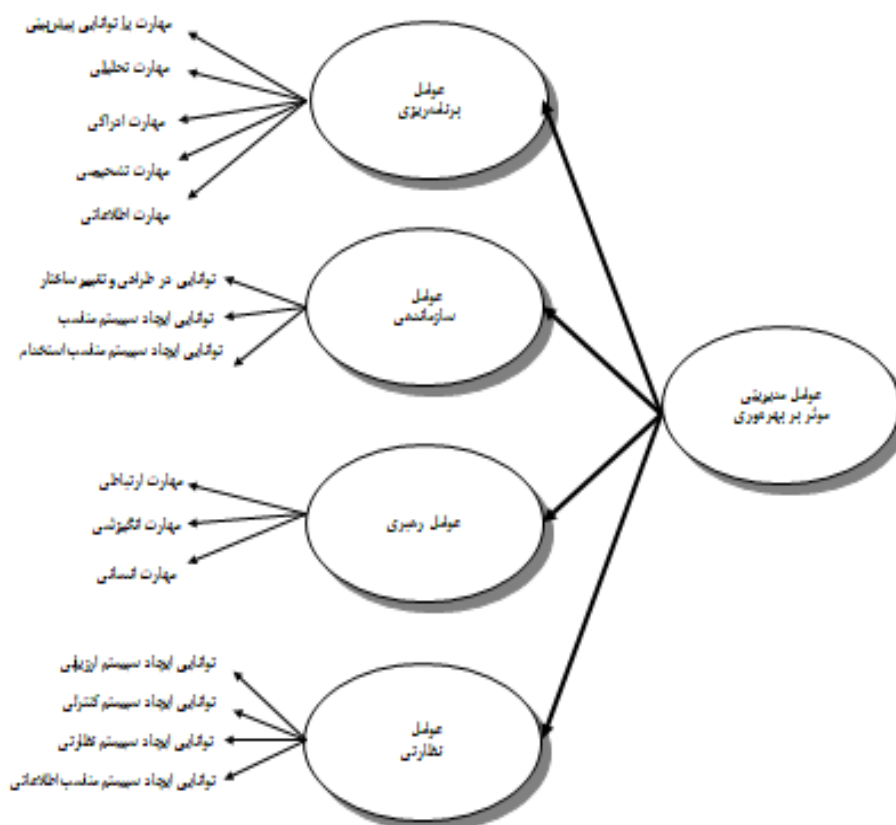 عوامل مدیریتی
موثر بر بهره‌وری
عوامل
برنامه‌ریزی
مهارت یا توانایی پیش‌بینی
مهارت تحلیلی
مهارت ادراکی
مهارت تشخیصی
مهارت اطلاعاتی
عوامل
سازماندهی
توانایی در طراحی و تغییر ساختار
توانایی ایجاد سیستم مناسب
توانایی ایجاد سیستم مناسب استخدام
عوامل رهبری
مهارت ارتباطی
مهارت انگیزشی
مهارت انسانی
عوامل
نظارتی
توانایی ایجاد سیستم ارزیابی
توانایی ایجاد سیستم کنترلی
توانایی ایجاد سیستم نظارتی
توانایی ایجاد سیستم مناسب اطلاعاتی